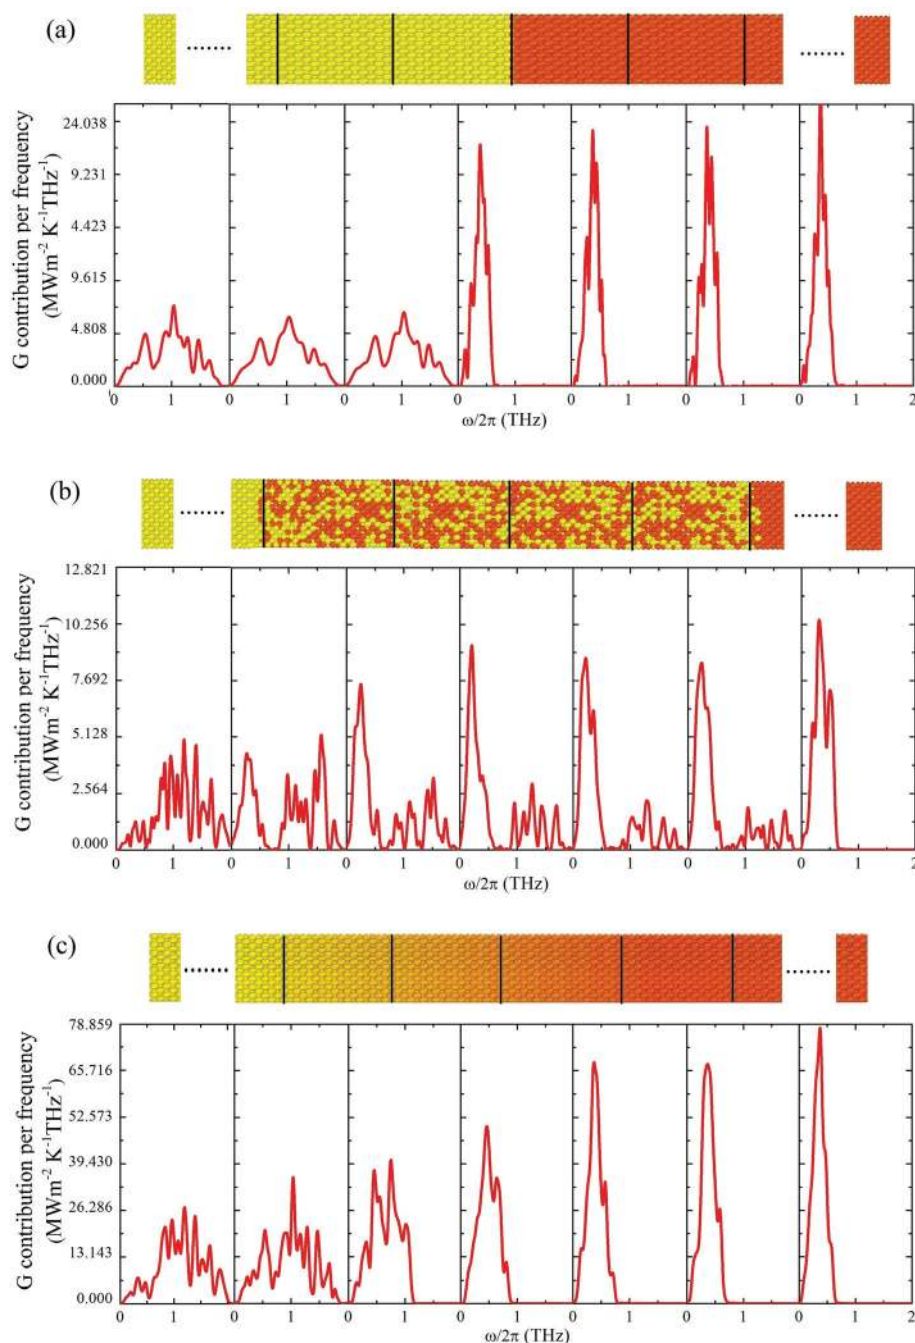 (a)
G contribution per frequency
(MWm⁻² K⁻¹THz⁻¹)
24.038
9.231
4.423
9.615
4.808
0.000
0 1 0 1 0 1 0 1 0 1 0 1 0 1 2
ω/2π (THz)
(b)
G contribution per frequency
(MWm⁻² K⁻¹THz⁻¹)
12.821
10.256
7.692
5.128
2.564
0.000
0 1 0 1 0 1 0 1 0 1 0 1 0 1 2
ω/2π (THz)
(c)
G contribution per frequency
(MWm⁻² K⁻¹THz⁻¹)
78.859
65.716
52.573
39.430
26.286
13.143
0.000
0 1 0 1 0 1 0 1 0 1 0 1 0 1 2
ω/2π (THz)